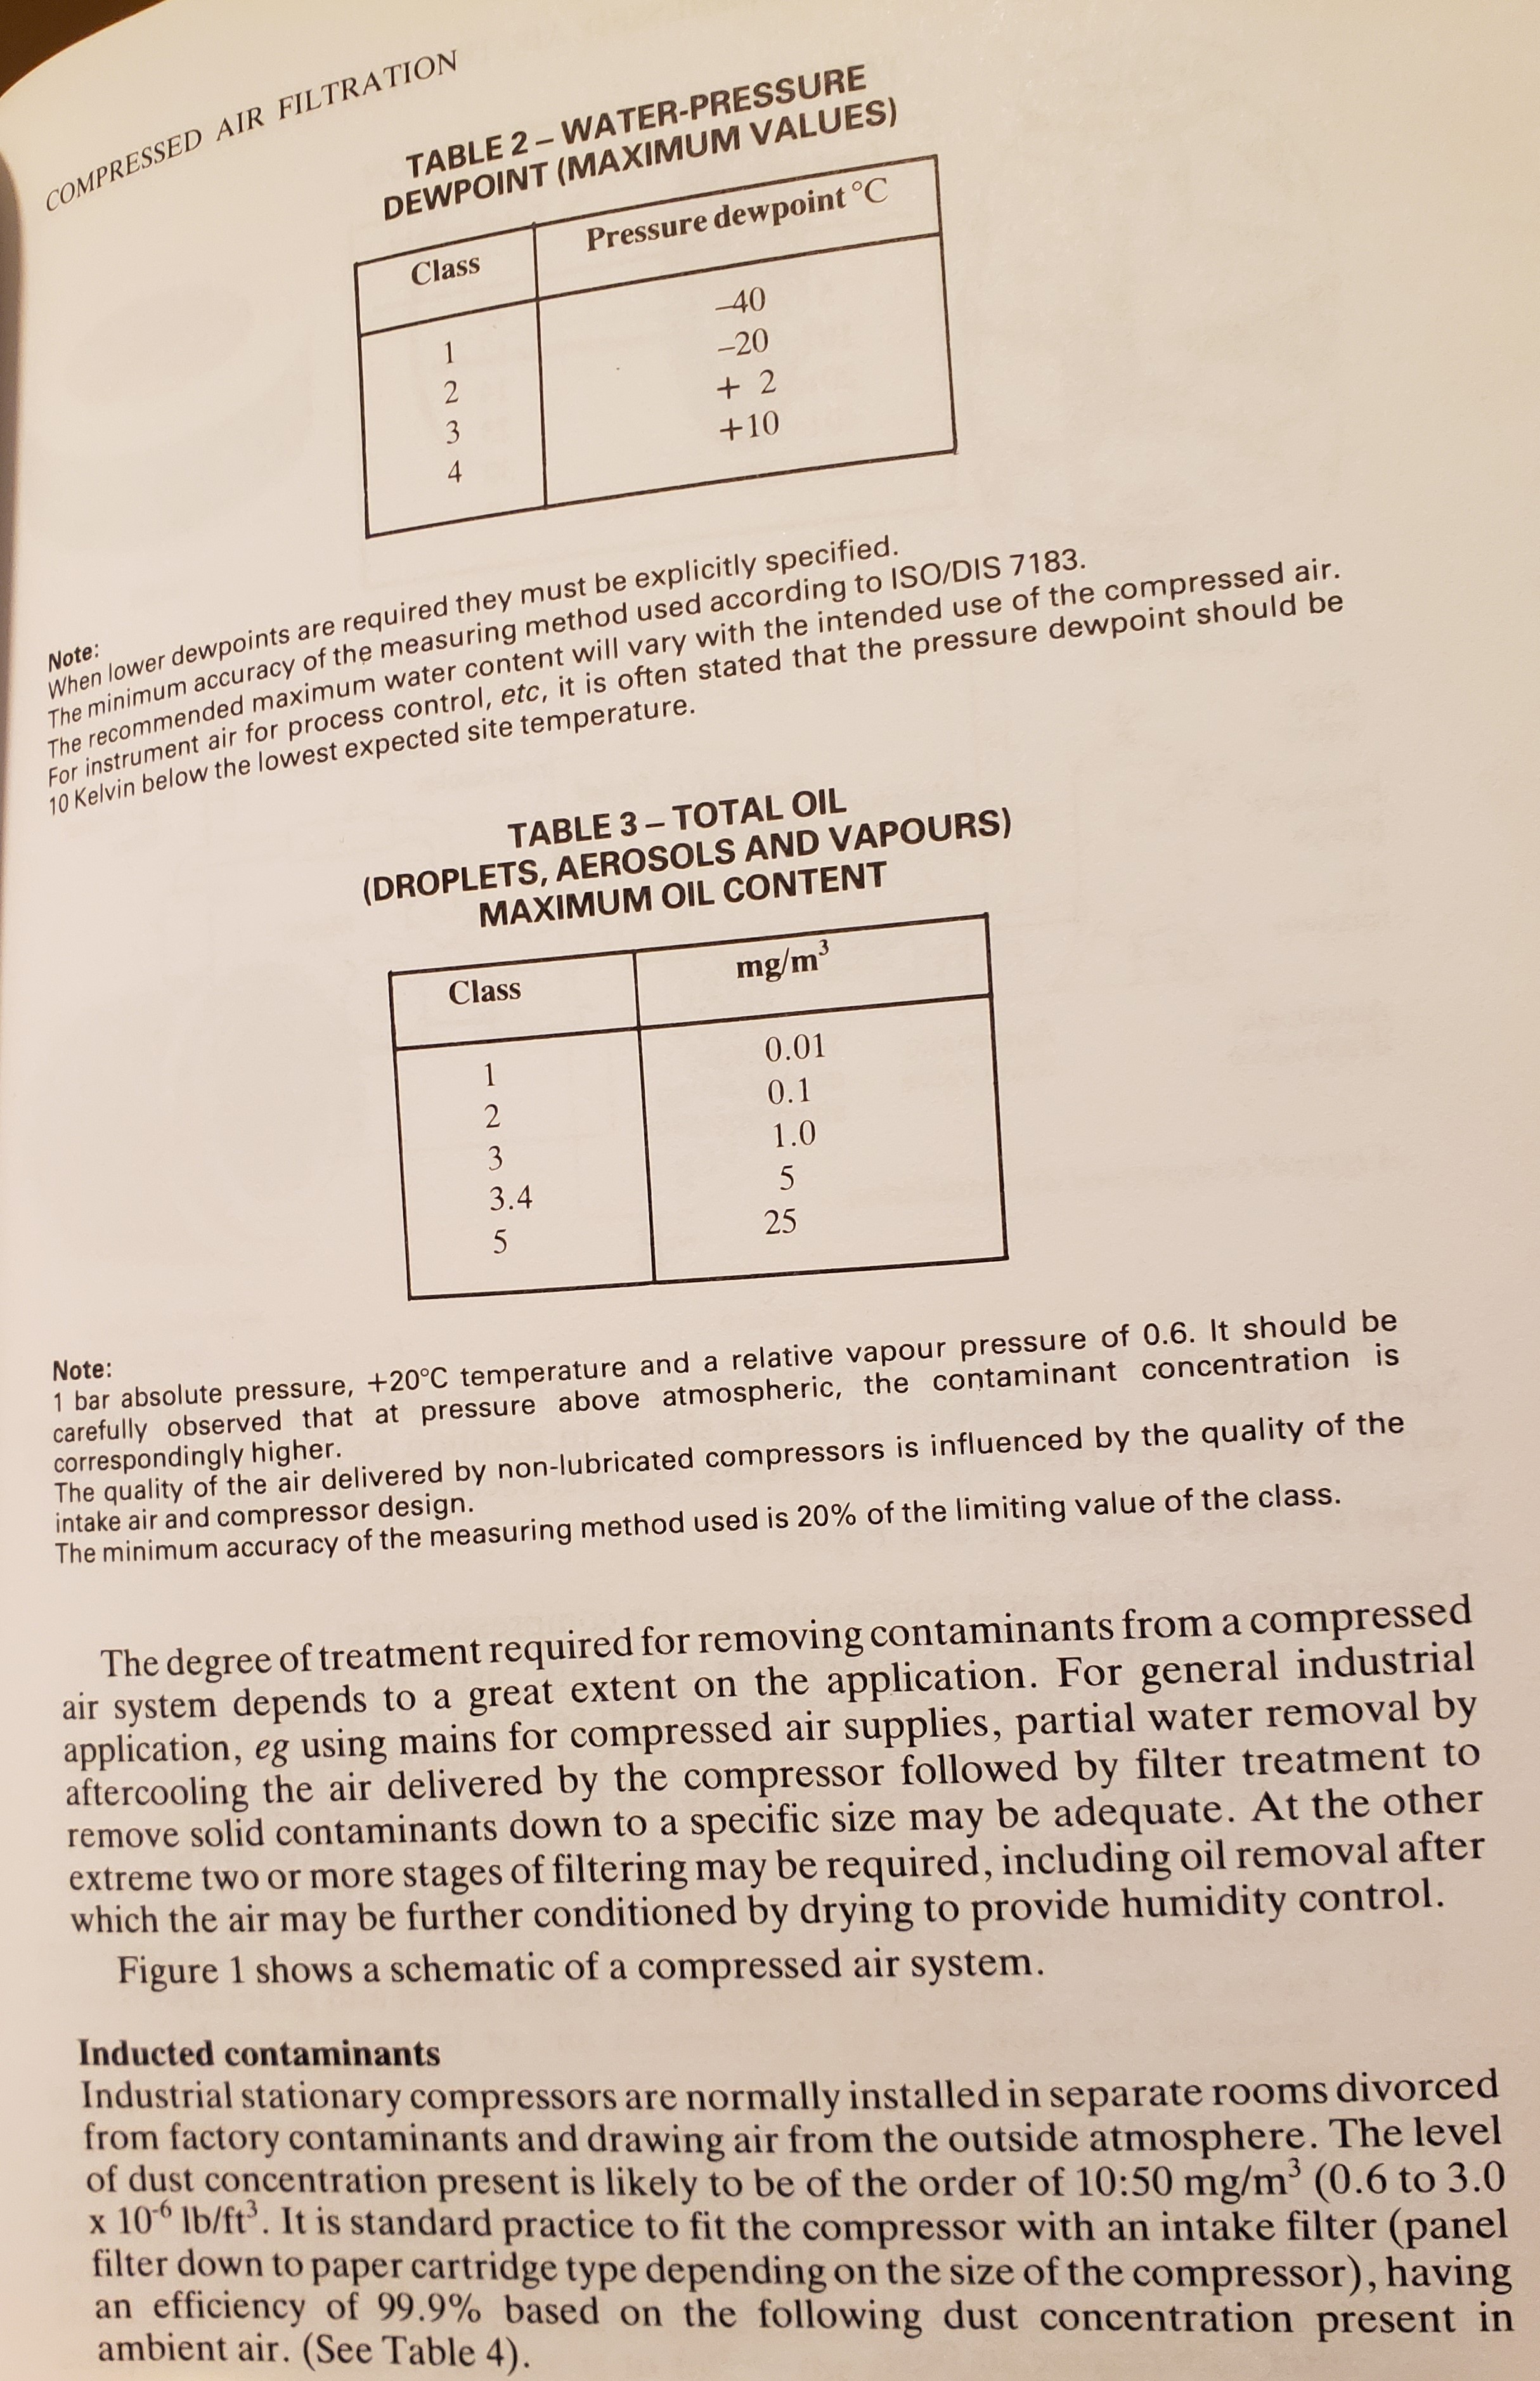 COMPRESSED AIR FILTRATION
TABLE 2 – WATER-PRESSURE
DEWPOINT (MAXIMUM VALUES)
Class Pressure dewpoint °C
1 –40
2 –20
3 + 2
4 +10
Note:
When lower dewpoints are required they must be explicitly specified.
The minimum accuracy of the measuring method used according to ISO/DIS 7183.
The recommended maximum water content will vary with the intended use of the compressed air.
For instrument air for process control, etc, it is often stated that the pressure dewpoint should be
10 Kelvin below the lowest expected site temperature.
TABLE 3 – TOTAL OIL
(DROPLETS, AEROSOLS AND VAPOURS)
MAXIMUM OIL CONTENT
Class mg/m³
1 0.01
2 0.1
3 1.0
3.4 5
5 25
Note:
1 bar absolute pressure, +20°C temperature and a relative vapour pressure of 0.6. It should be
carefully observed that at pressure above atmospheric, the contaminant concentration is
correspondingly higher.
The quality of the air delivered by non-lubricated compressors is influenced by the quality of the
intake air and compressor design.
The minimum accuracy of the measuring method used is 20% of the limiting value of the class.
The degree of treatment required for removing contaminants from a compressed
air system depends to a great extent on the application. For general industrial
application, eg using mains for compressed air supplies, partial water removal by
aftercooling the air delivered by the compressor followed by filter treatment to
remove solid contaminants down to a specific size may be adequate. At the other
extreme two or more stages of filtering may be required, including oil removal after
which the air may be further conditioned by drying to provide humidity control.
Figure 1 shows a schematic of a compressed air system.
Inducted contaminants
Industrial stationary compressors are normally installed in separate rooms divorced
from factory contaminants and drawing air from the outside atmosphere. The level
of dust concentration present is likely to be of the order of 10:50 mg/m³ (0.6 to 3.0
x 10⁻⁶ lb/ft³. It is standard practice to fit the compressor with an intake filter (panel
filter down to paper cartridge type depending on the size of the compressor), having
an efficiency of 99.9% based on the following dust concentration present in
ambient air. (See Table 4).